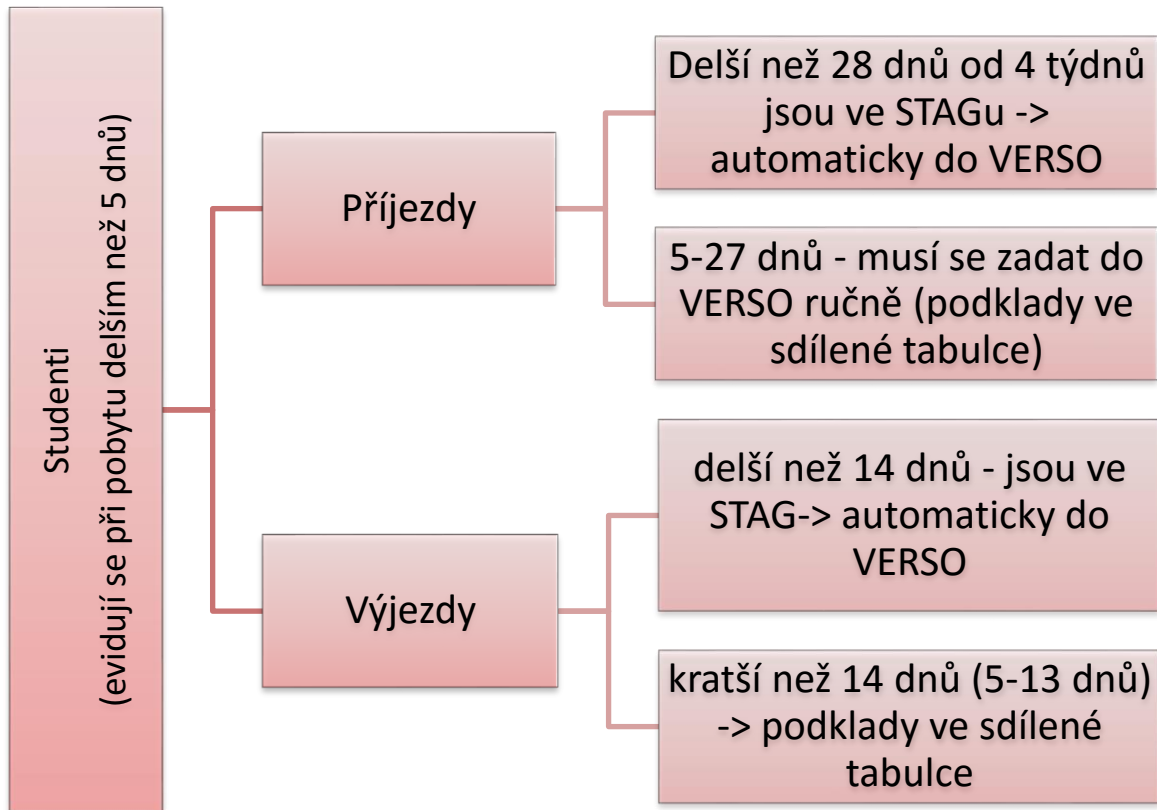 Studenti
(evidují se při pobytu delším než 5 dnů)
Příjezdy
Delší než 28 dnů od 4 týdnů
jsou ve STAGu ->
automaticky do VERSO
5-27 dnů - musí se zadat do
VERSO ručně (podklady ve
sdílené tabulce)
Výjezdy
delší než 14 dnů - jsou ve
STAG-> automaticky do
VERSO
kratší než 14 dnů (5-13 dnů)
-> podklady ve sdílené
tabulce